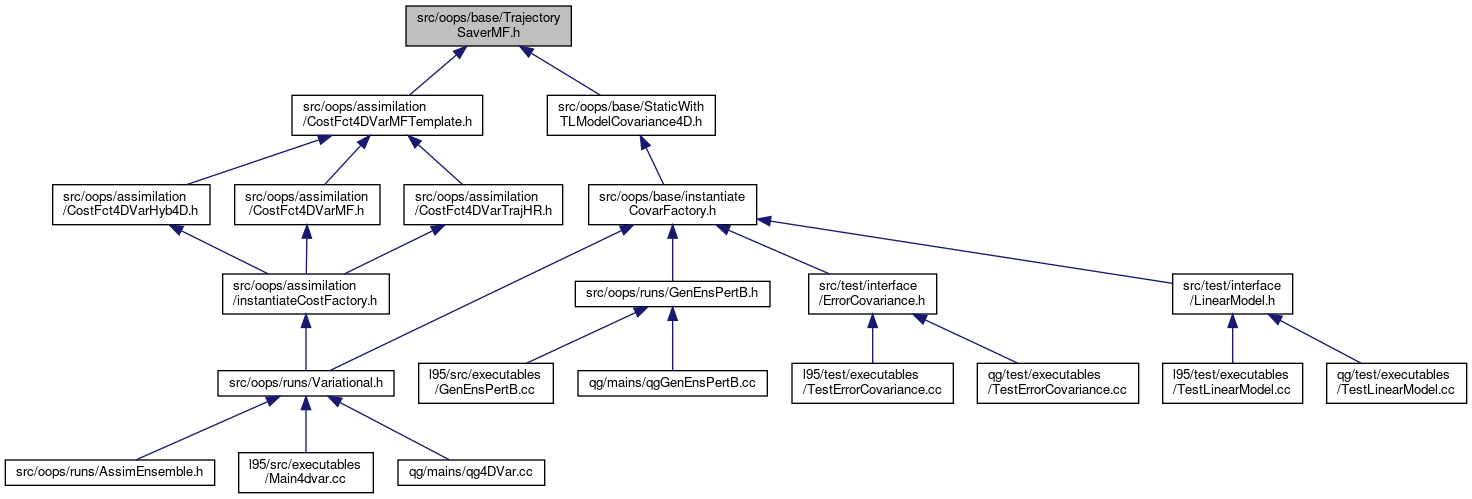 src/oops/base/Trajectory
SaverMF.h
src/oops/assimilation
/CostFct4DVarMFTemplate.h
src/oops/base/StaticWith
TLModelCovariance4D.h
src/oops/assimilation
/CostFct4DVarHyb4D.h
src/oops/assimilation
/CostFct4DVarMF.h
src/oops/assimilation
/CostFct4DVarTrajHR.h
src/oops/base/instantiate
CovarFactory.h
src/oops/assimilation
/instantiateCostFactory.h
src/oops/runs/GenEnsPertB.h
src/test/interface
/ErrorCovariance.h
src/test/interface
/LinearModel.h
src/oops/runs/Variational.h
l95/src/executables
/GenEnsPertB.cc
qg/mains/qgGenEnsPertB.cc
l95/test/executables
/TestErrorCovariance.cc
qg/test/executables
/TestErrorCovariance.cc
l95/test/executables
/TestLinearModel.cc
qg/test/executables
/TestLinearModel.cc
src/oops/runs/AssimEnsemble.h
l95/src/executables
/Main4dvar.cc
qg/mains/qg4DVar.cc